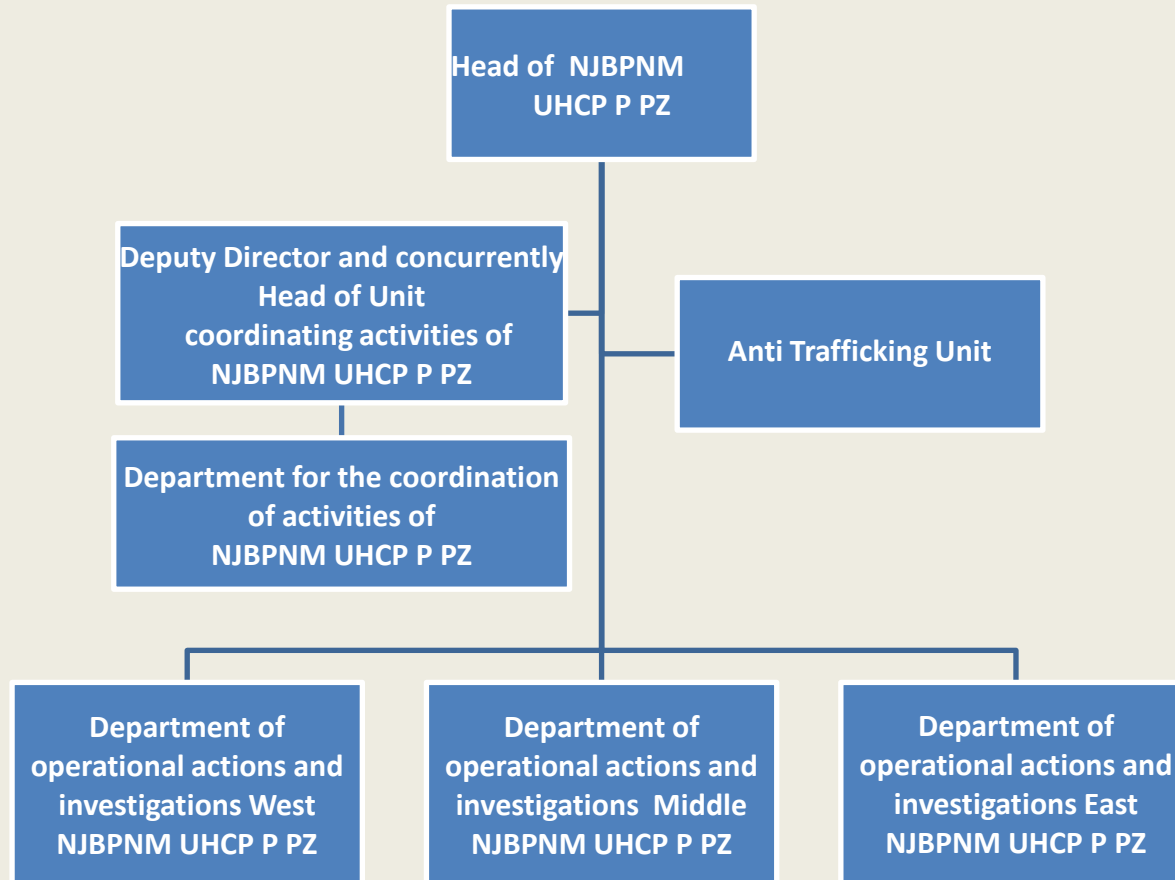 Head of NJBPNM
UHCP P PZ
Deputy Director and concurrently
Head of Unit
coordinating activities of
NJBPNM UHCP P PZ
Anti Trafficking Unit
Department for the coordination
of activities of
NJBPNM UHCP P PZ
Department of
operational actions and
investigations West
NJBPNM UHCP P PZ
Department of
operational actions and
investigations Middle
NJBPNM UHCP P PZ
Department of
operational actions and
investigations East
NJBPNM UHCP P PZ